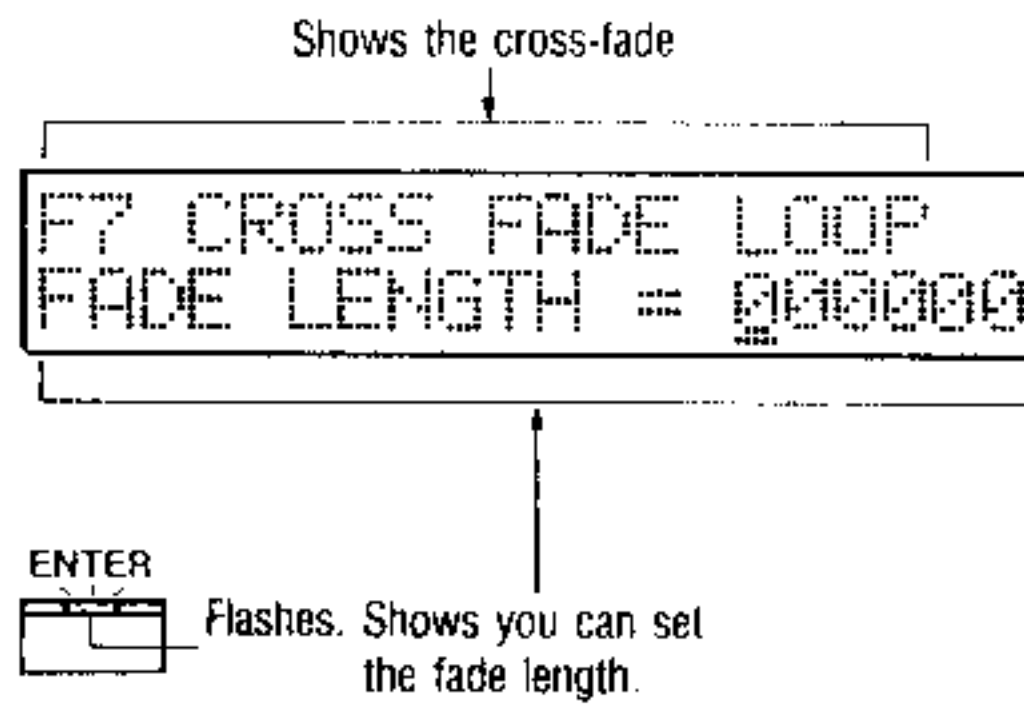 Shows the cross-fade
F7 CROSS FADE LOOP
FADE LENGTH = 000000
ENTER
Flashes. Shows you can set
the fade length.